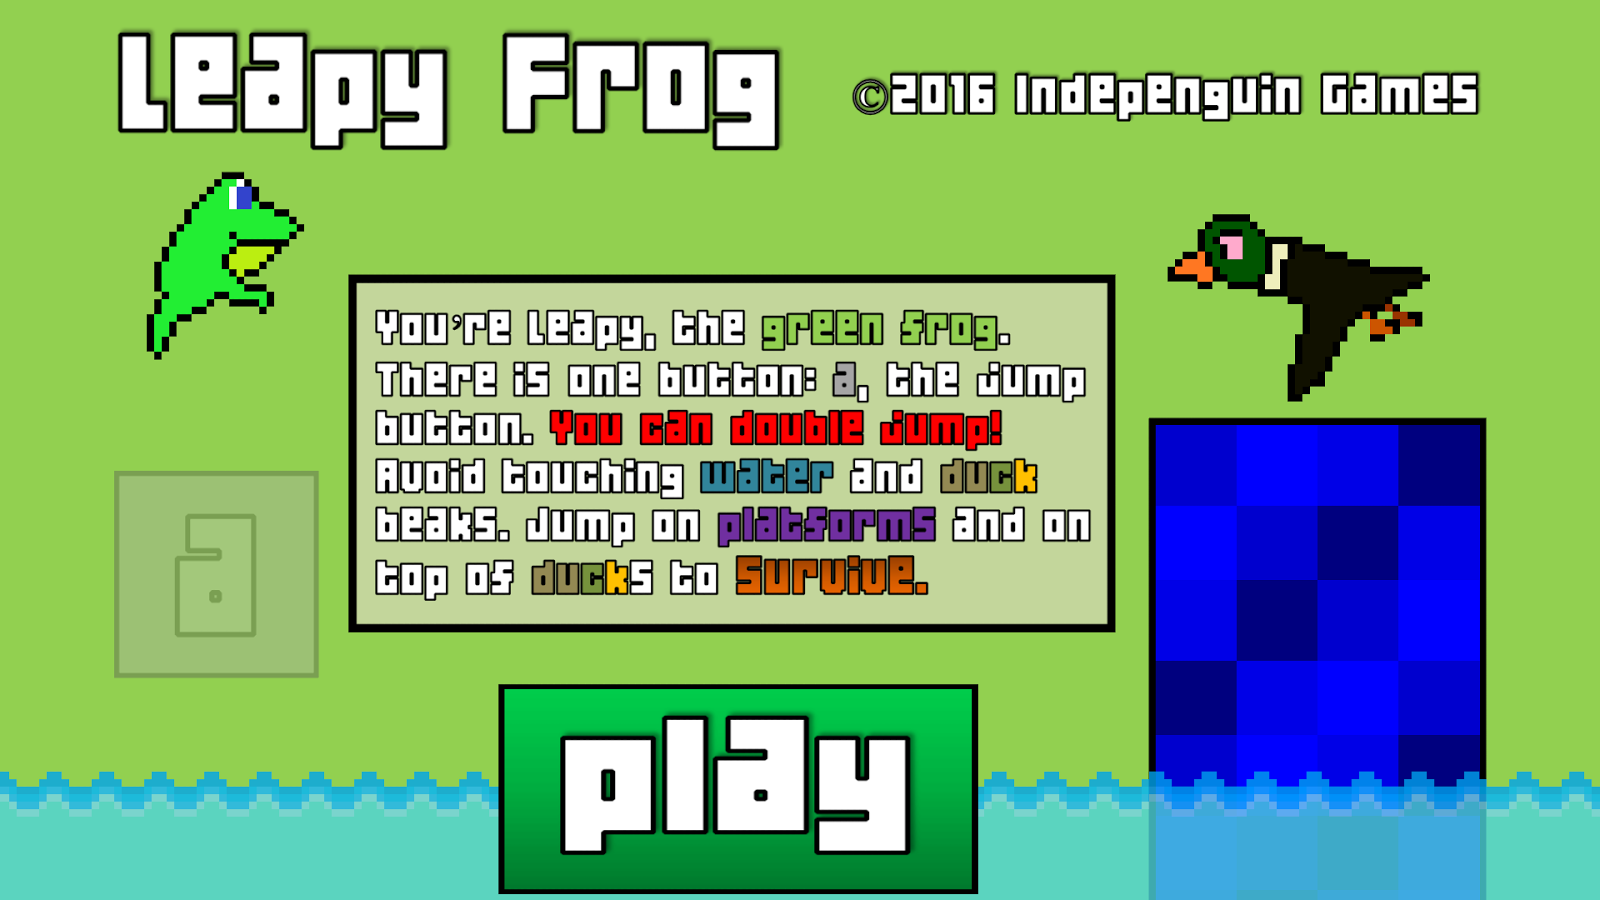 Leapy Frog
©2016 Indepenguin Games
You're leapy, the green frog.
There is one button: a, the jump
button. You can double jump!
Avoid touching water and duck
beaks. Jump on platforms and on
top of ducks to Survive.
a
play